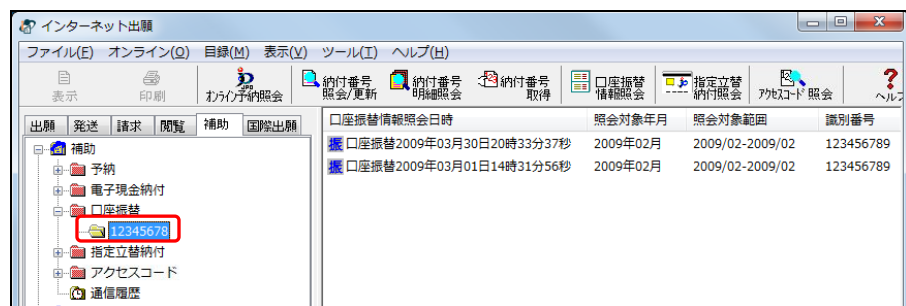 インターネット出願
ファイル(F) オンライン(O) 目録(M) 表示(V) ツール(T) ヘルプ(H)
表示 印刷 オンライン予納照会 納付番号照会/更新 納付番号明細照会 納付番号取得 口座振替情報照会 指定立替納付照会 アクセスコード照会 ヘルプ
出願 発送 請求 閲覧 補助 国際出願
口座振替情報照会日時 照会対象年月 照会対象範囲 識別番号
振 口座振替2009年03月30日20時33分37秒 2009年02月 2009/02-2009/02 123456789
振 口座振替2009年03月01日14時31分56秒 2009年02月 2009/02-2009/02 123456789
補助
予納
電子現金納付
口座振替
12345678
指定立替納付
アクセスコード
通信履歴